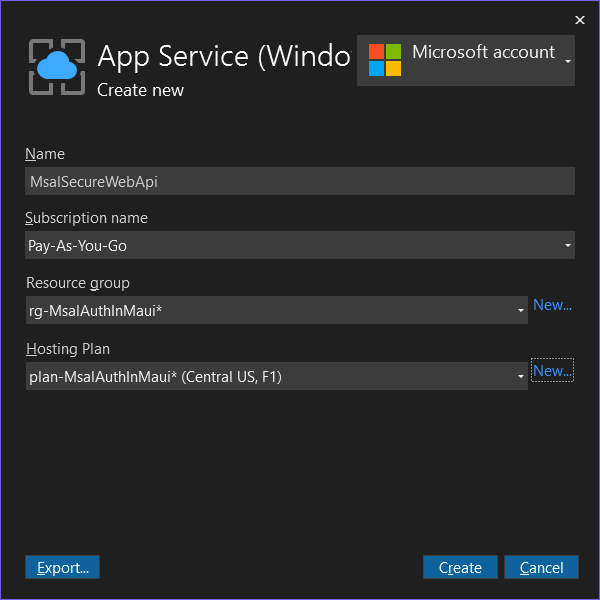 App Service (Windo
Microsoft account
Create new
Name
MsalSecureWebApi
Subscription name
Pay-As-You-Go
Resource group
rg-MsalAuthInMaui*
New...
Hosting Plan
plan-MsalAuthInMaui* (Central US, F1)
New...
Export...
Create
Cancel